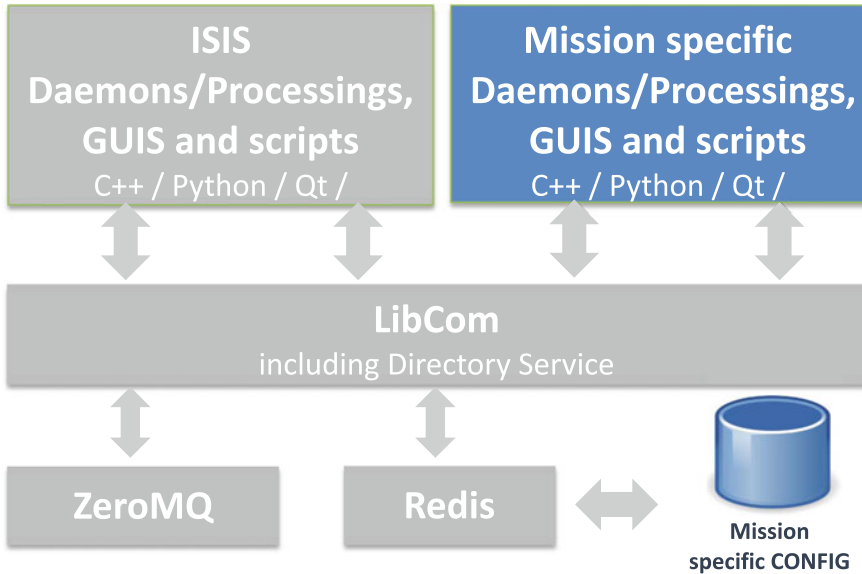 ISIS
Daemons/Processings,
GUIS and scripts
C++ / Python / Qt /
Mission specific
Daemons/Processings,
GUIS and scripts
C++ / Python / Qt /
LibCom
including Directory Service
ZeroMQ
Redis
Mission
specific CONFIG